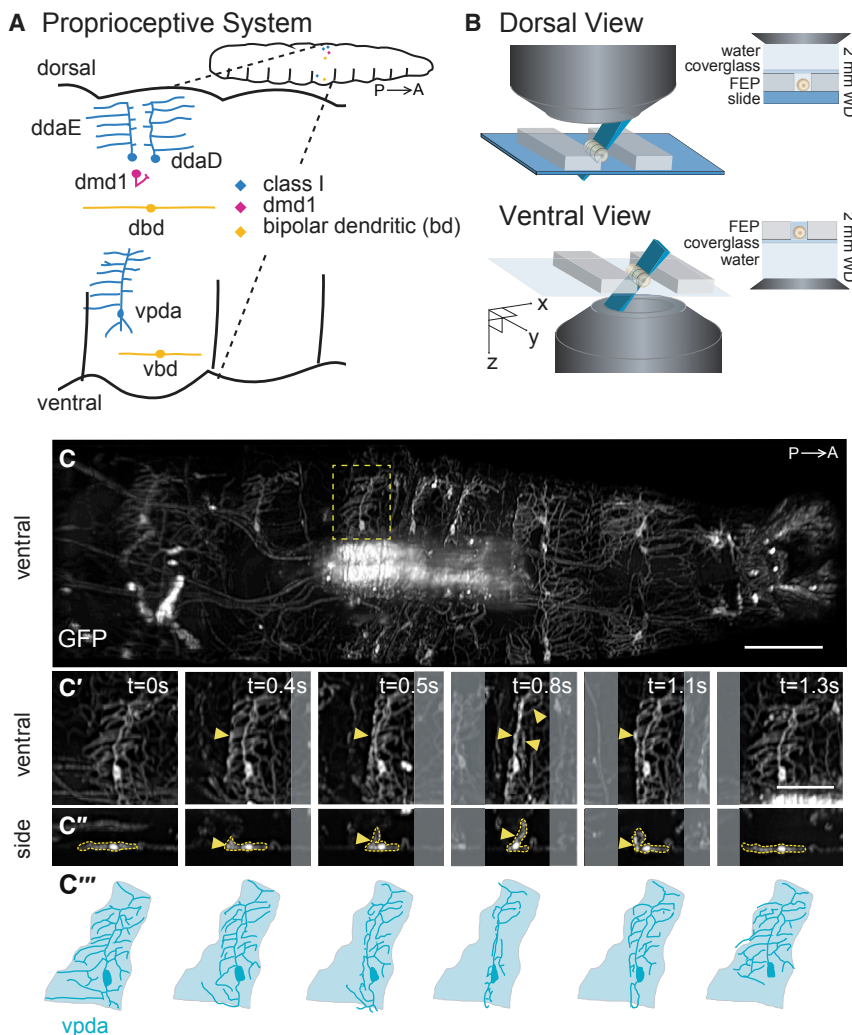 A Proprioceptive System
dorsal
P→A
ddaE
ddaD
dmd1
dbd
class I
dmd1
bipolar dendritic (bd)
vpda
vbd
ventral
B Dorsal View
water
coverglass
FEP
slide
2 mm WD
Ventral View
FEP
coverglass
water
2 mm WD
x
y
z
C
P→A
ventral
GFP
C′
t=0s
t=0.4s
t=0.5s
t=0.8s
t=1.1s
t=1.3s
ventral
C″
side
C‴
vpda